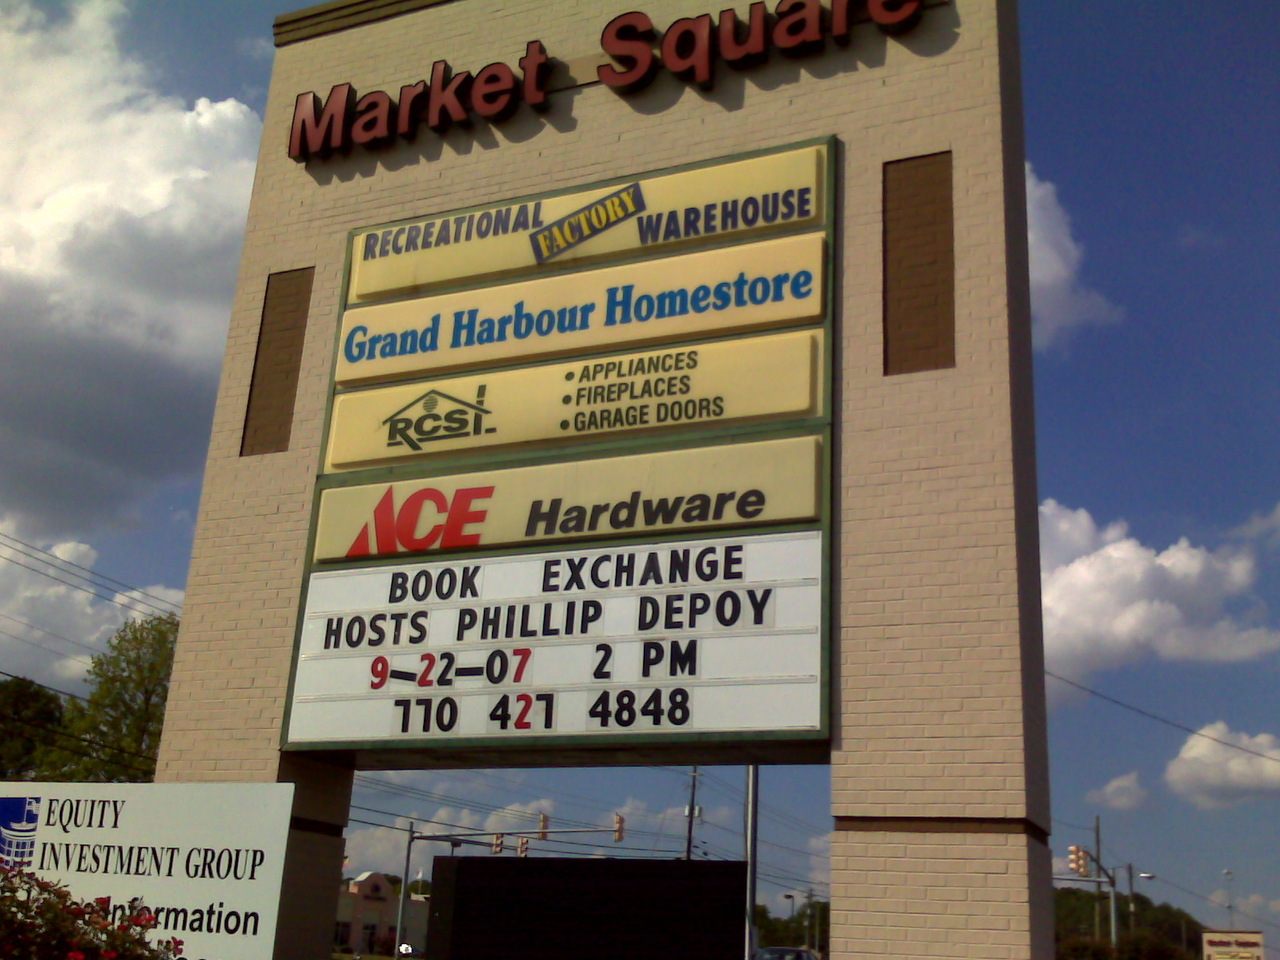 Market Square
RECREATIONAL FACTORY WAREHOUSE
Grand Harbour Homestore
RCSI
• APPLIANCES
• FIREPLACES
• GARAGE DOORS
ACE Hardware
BOOK EXCHANGE
HOSTS PHILLIP DEPOY
9-22-07 2 PM
770 427 4848
EQUITY
INVESTMENT GROUP